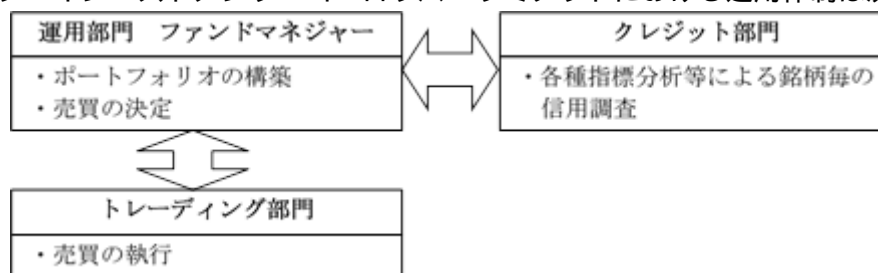 運用部門 ファンドマネジャー
クレジット部門
・ポートフォリオの構築
・売買の決定
・各種指標分析等による銘柄毎の
信用調査
トレーディング部門
・売買の執行